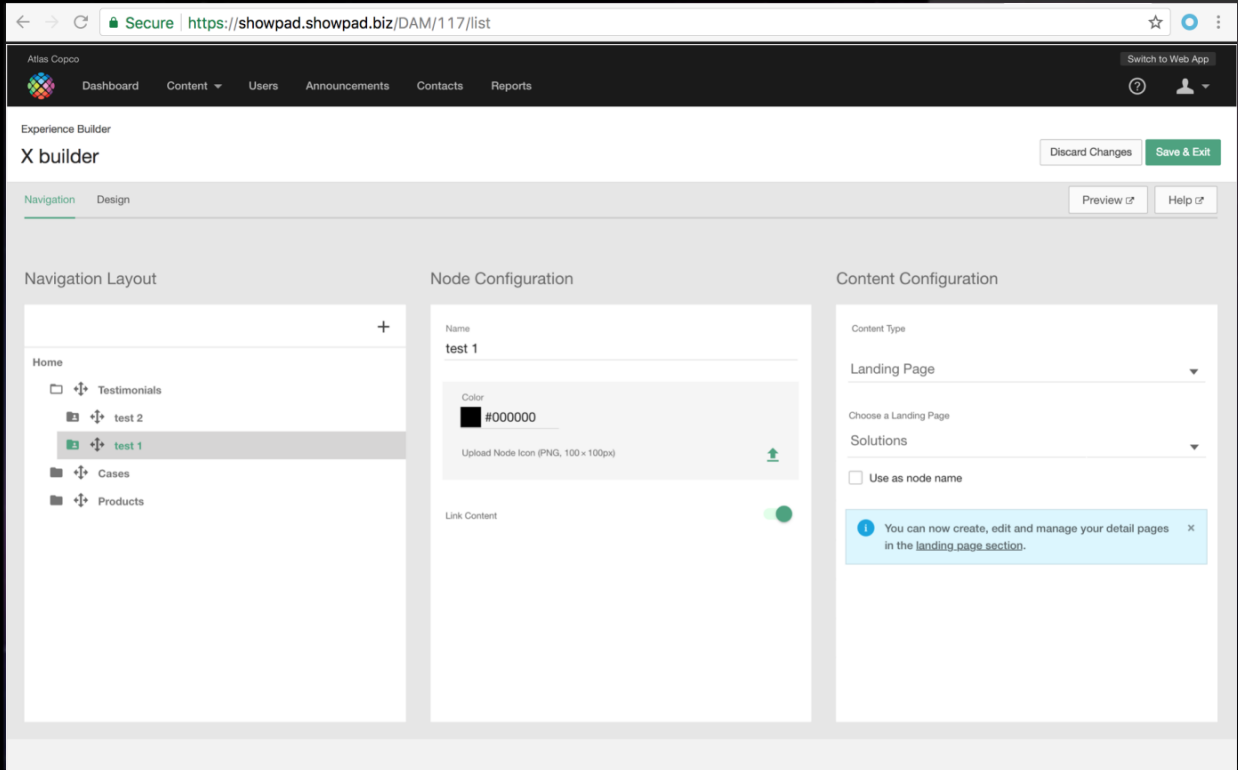 Secure https://showpad.showpad.biz/DAM/117/list
Atlas Copco
Switch to Web App
Dashboard Content Users Announcements Contacts Reports
Experience Builder
X builder
Discard Changes
Save & Exit
Navigation Design
Preview
Help
Navigation Layout
Home
Testimonials
test 2
test 1
Cases
Products
Node Configuration
Name
test 1
Color
#000000
Upload Node Icon (PNG, 100 × 100px)
Link Content
Content Configuration
Content Type
Landing Page
Choose a Landing Page
Solutions
Use as node name
You can now create, edit and manage your detail pages
in the landing page section.